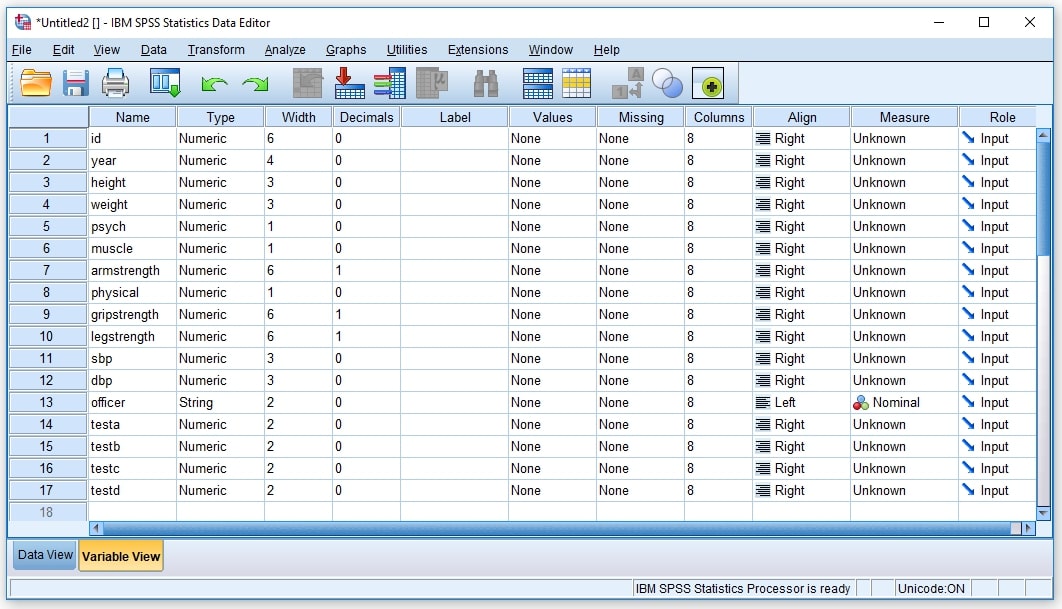 *Untitled2 [] - IBM SPSS Statistics Data Editor
File Edit View Data Transform Analyze Graphs Utilities Extensions Window Help
Name Type Width Decimals Label Values Missing Columns Align Measure Role
1 id Numeric 6 0 None None 8 Right Unknown Input
2 year Numeric 4 0 None None 8 Right Unknown Input
3 height Numeric 3 0 None None 8 Right Unknown Input
4 weight Numeric 3 0 None None 8 Right Unknown Input
5 psych Numeric 1 0 None None 8 Right Unknown Input
6 muscle Numeric 1 0 None None 8 Right Unknown Input
7 armstrength Numeric 6 1 None None 8 Right Unknown Input
8 physical Numeric 1 0 None None 8 Right Unknown Input
9 gripstrength Numeric 6 1 None None 8 Right Unknown Input
10 legstrength Numeric 6 1 None None 8 Right Unknown Input
11 sbp Numeric 3 0 None None 8 Right Unknown Input
12 dbp Numeric 3 0 None None 8 Right Unknown Input
13 officer String 2 0 None None 8 Left Nominal Input
14 testa Numeric 2 0 None None 8 Right Unknown Input
15 testb Numeric 2 0 None None 8 Right Unknown Input
16 testc Numeric 2 0 None None 8 Right Unknown Input
17 testd Numeric 2 0 None None 8 Right Unknown Input
18
Data View Variable View
IBM SPSS Statistics Processor is ready Unicode:ON